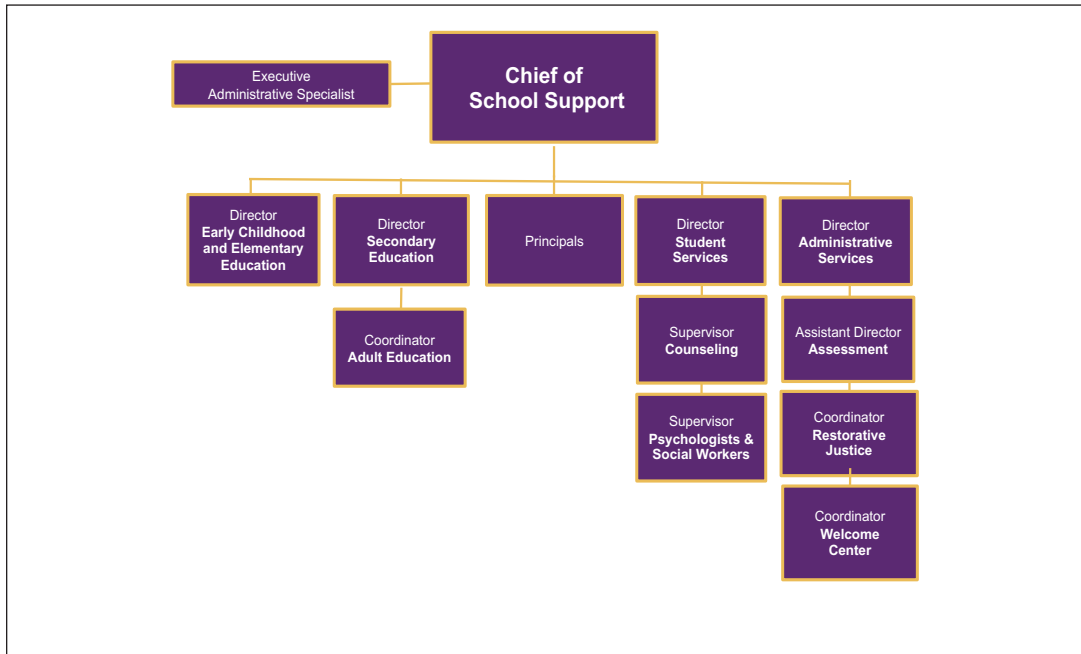 Executive
Administrative Specialist
Chief of
School Support
Director
Early Childhood
and Elementary
Education
Director
Secondary
Education
Principals
Director
Student
Services
Director
Administrative
Services
Coordinator
Adult Education
Supervisor
Counseling
Assistant Director
Assessment
Supervisor
Psychologists &
Social Workers
Coordinator
Restorative
Justice
Coordinator
Welcome
Center